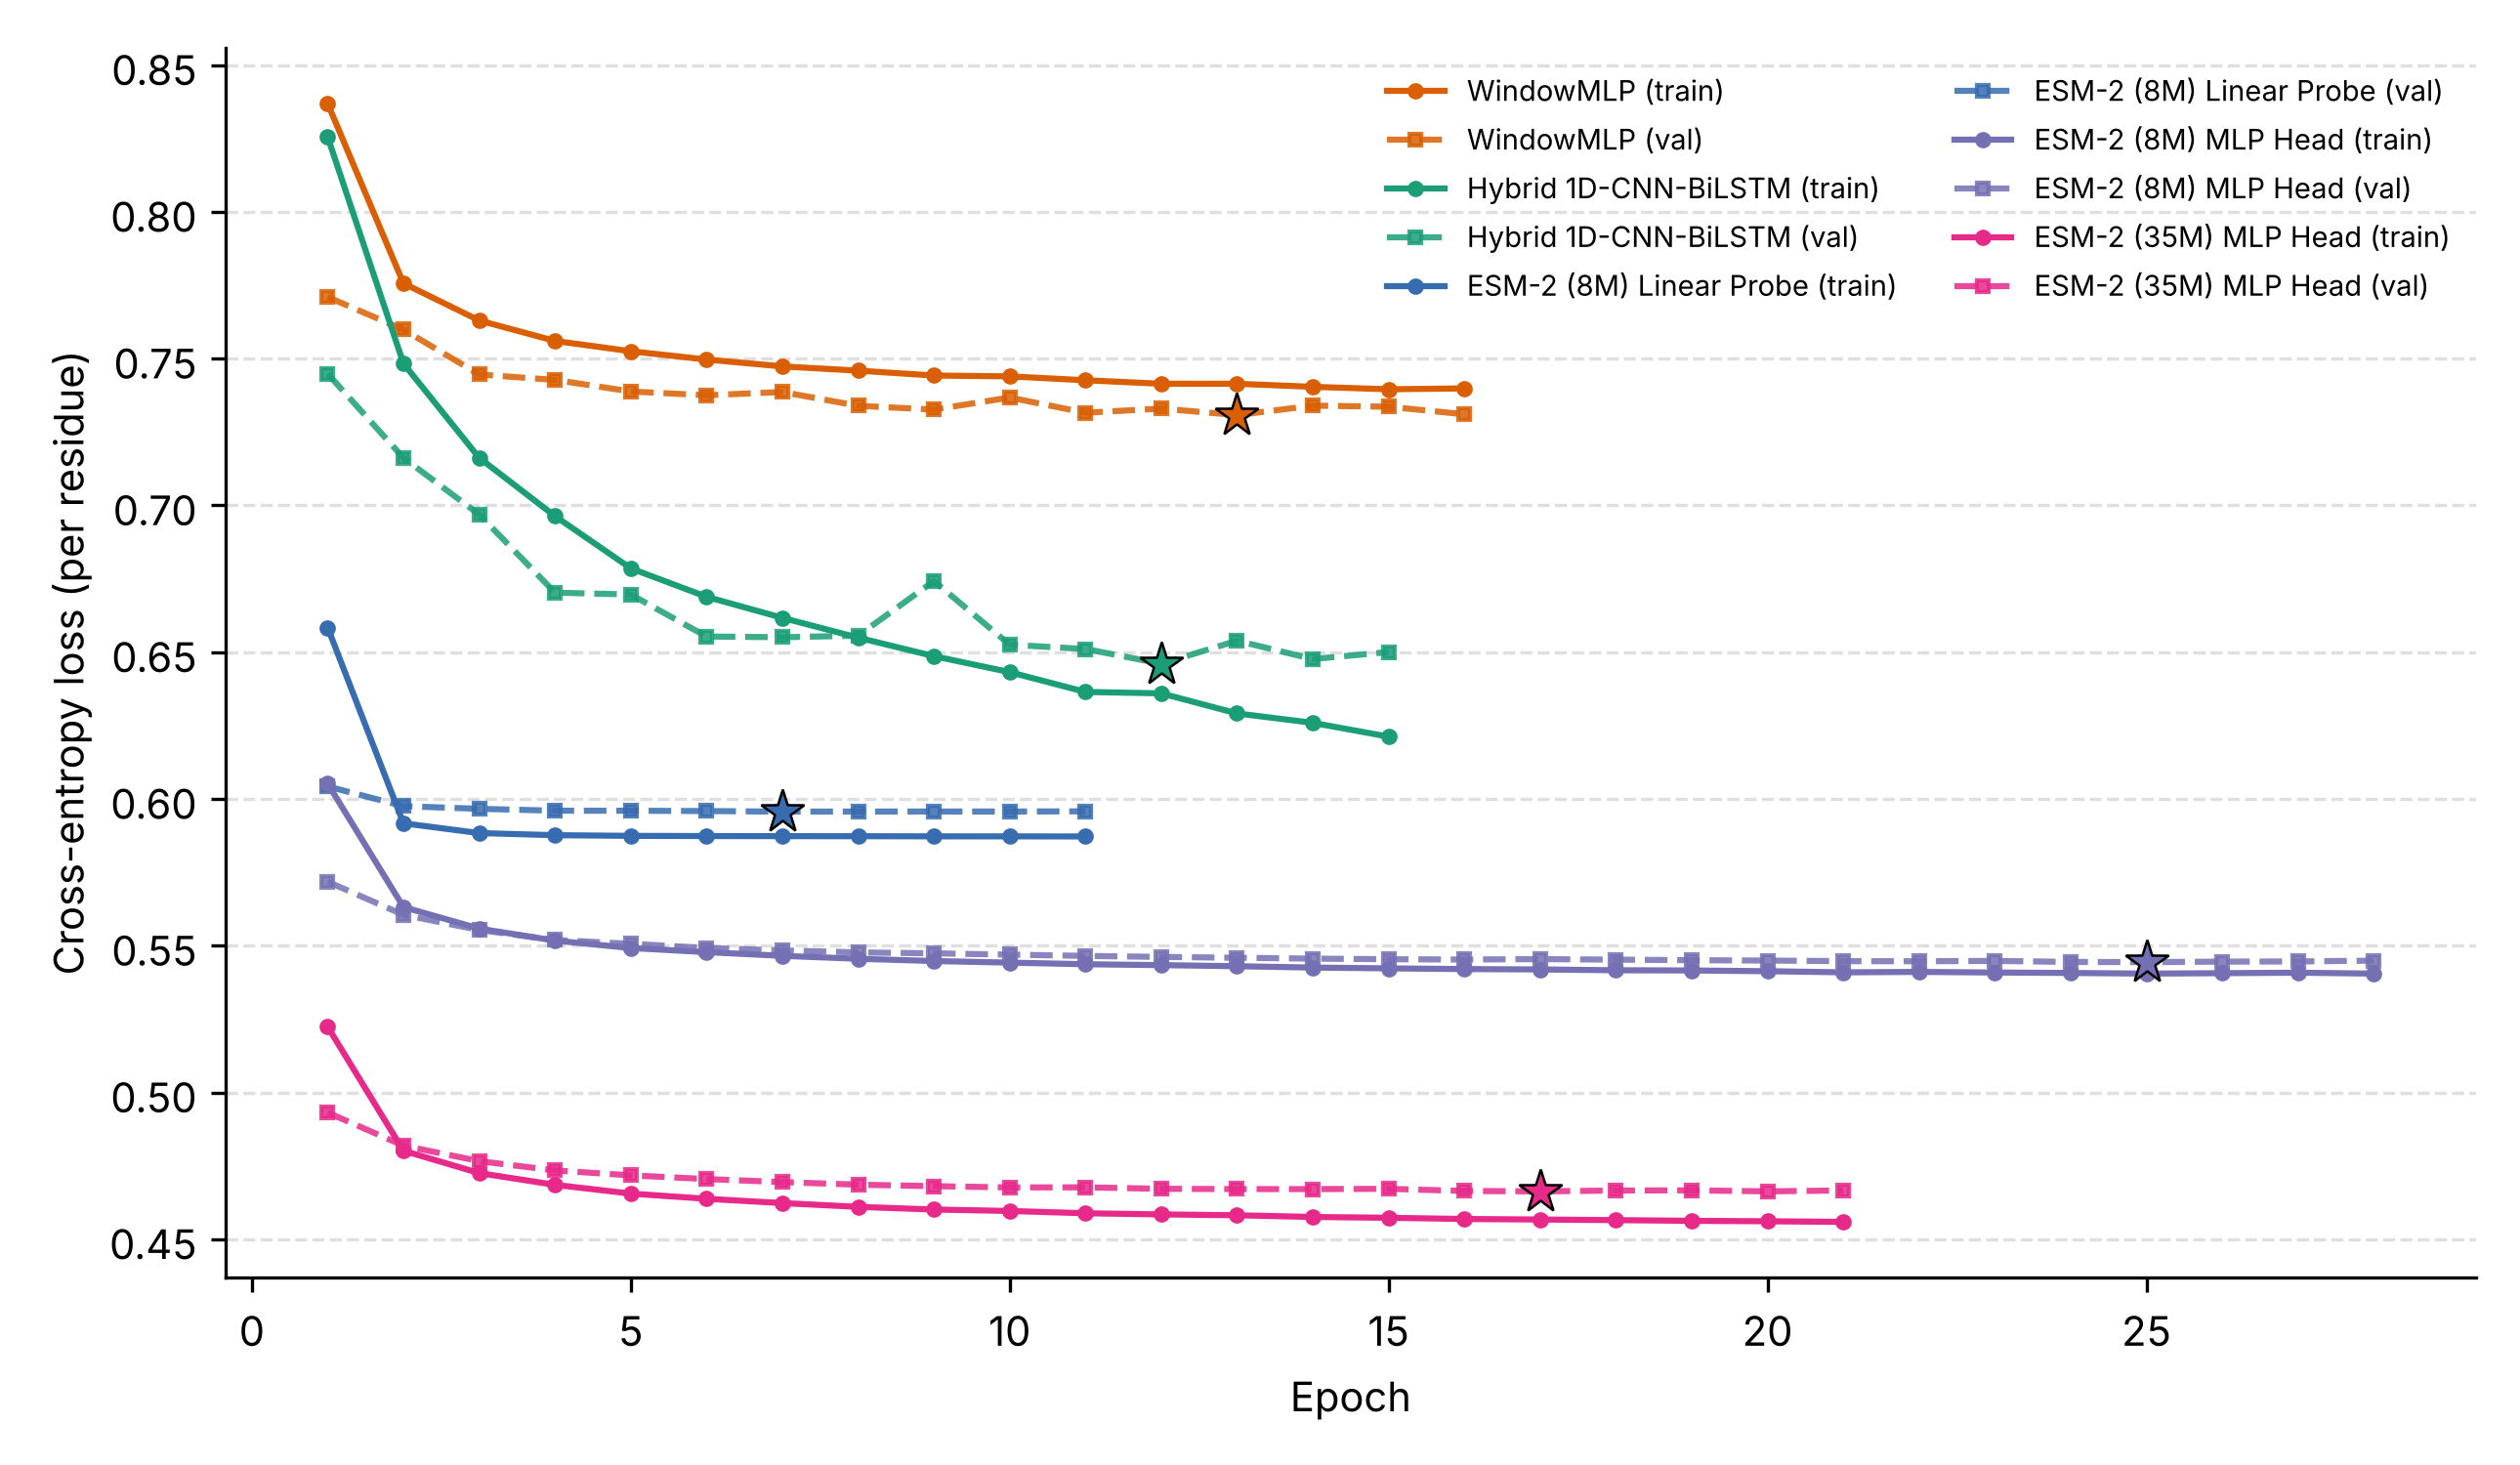 0.85
0.80
0.75
0.70
0.65
0.60
0.55
0.50
0.45
Cross-entropy loss (per residue)
WindowMLP (train)
WindowMLP (val)
Hybrid 1D-CNN-BiLSTM (train)
Hybrid 1D-CNN-BiLSTM (val)
ESM-2 (8M) Linear Probe (train)
ESM-2 (8M) Linear Probe (val)
ESM-2 (8M) MLP Head (train)
ESM-2 (8M) MLP Head (val)
ESM-2 (35M) MLP Head (train)
ESM-2 (35M) MLP Head (val)
0 5 10 15 20 25
Epoch